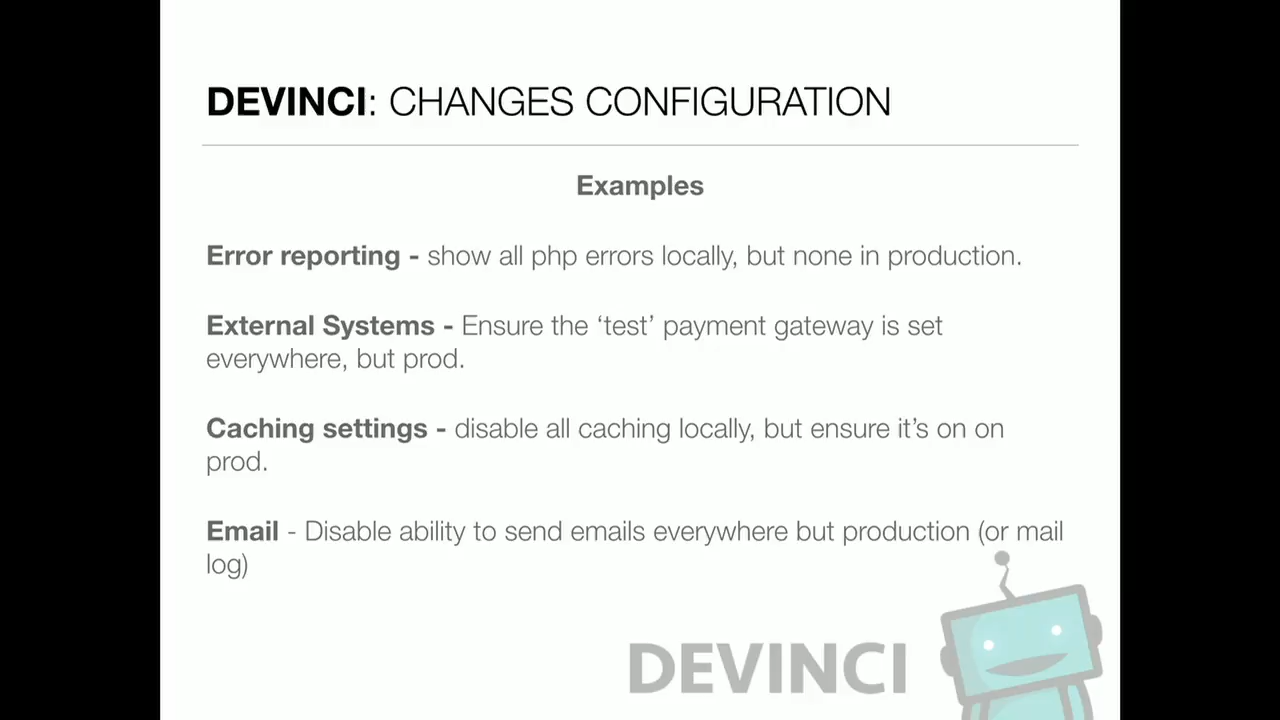 DEVINCI: CHANGES CONFIGURATION
Examples
Error reporting - show all php errors locally, but none in production.
External Systems - Ensure the ‘test’ payment gateway is set
everywhere, but prod.
Caching settings - disable all caching locally, but ensure it’s on on
prod.
Email - Disable ability to send emails everywhere but production (or mail
log)
DEVINCI